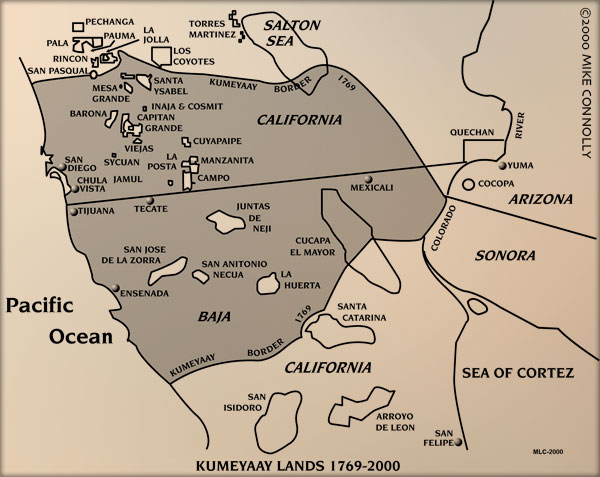 PECHANGA
PALA
PAUMA
LA
JOLLA
RINCON
SAN PASQUAL
LOS
COYOTES
TORRES
MARTINEZ
SALTON
SEA
©2000 MIKE CONNOLLY
KUMEYAAY BORDER 1769
MESA
GRANDE
SANTA
YSABEL
INAJA & COSMIT
BARONA
CAPITAN
GRANDE
CALIFORNIA
VIEJAS
CUYAPAIPE
SYCUAN
LA
POSTA
MANZANITA
CAMPO
SAN
DIEGO
CHULA
VISTA
JAMUL
QUECHAN
RIVER
YUMA
COCOPA
ARIZONA
MEXICALI
TIJUANA
TECATE
JUNTAS
DE
NEJI
COLORADO
CUCAPA
EL MAYOR
SONORA
SAN JOSE
DE LA ZORRA
SAN ANTONIO
NECUA
LA
HUERTA
ENSENADA
Pacific
Ocean
BAJA
SANTA
CATARINA
KUMEYAAY BORDER 1769
CALIFORNIA
SEA OF CORTEZ
SAN
ISIDORO
ARROYO
DE LEON
SAN
FELIPE
MLC-2000
KUMEYAAY LANDS 1769-2000